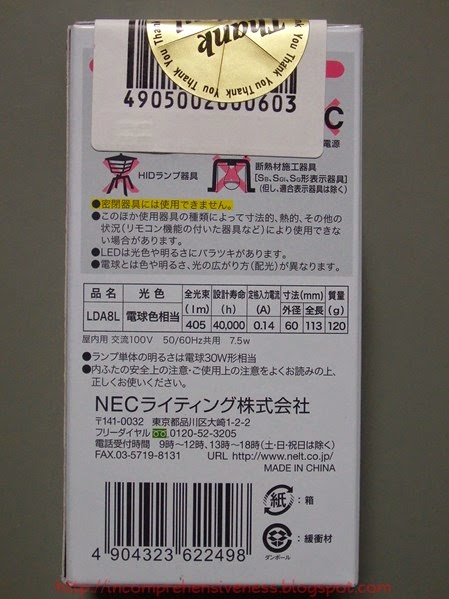 Thank You Thank You Thank You Thank You
Thank
4905002000603
C
電源
HIDランプ器具
断熱材施工器具
[SB、SGI、SG形表示器具]
(但し、適合表示器具は除く)
●密閉器具には使用できません。
●このほか使用器具の種類によって寸法的、熱的、その他の
状況(リモコン機能の付いた器具など)により使用できな
い場合があります。
●LEDは光色や明るさにバラツキがあります。
●電球とは色や明るさ、光の広がり方(配光)が異なります。
品名 光色 全光束(lm) 設計寿命(h) 定格入力電流(A) 寸法(mm) 外径 全長 質量(g)
LDA8L 電球色相当 405 40,000 0.14 60 113 120
屋内用 交流100V 50/60Hz共用 7.5w
●ランプ単体の明るさは電球30W形相当
●内ふたの安全上の注意・ご使用上の注意をよくお読みの上、
正しくお使いください。
NECライティング株式会社
〒141-0032 東京都品川区大崎1-2-2
フリーダイヤル 0120-52-3205
電話受付時間 9時~12時、13時~18時(土・日・祝日は除く)
FAX.03-5719-8131 URL http://www.nelt.co.jp/
MADE IN CHINA
紙 :箱
ダンボール :緩衝材
4 904323 622498
http://incomprehensiveness.blogspot.com/